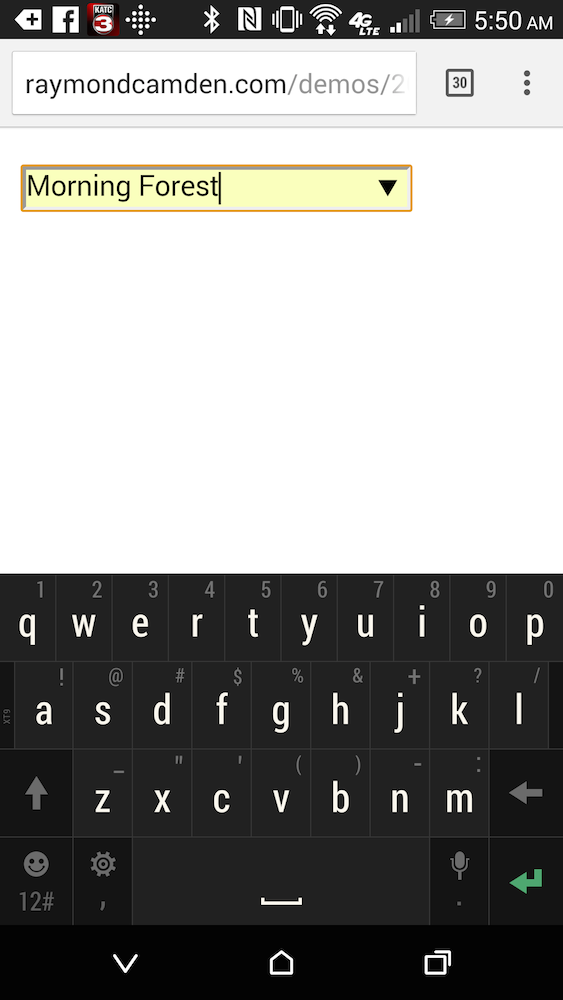 KATC 3 4G LTE 5:50 AM
raymondcamden.com/demos/2 30
Morning Forest
1 2 3 4 5 6 7 8 9 0
q w e r t y u i o p
! @ # $ % & + ? /
XT9 a s d f g h j k l
_ " ' ( ) - :
z x c v b n m
12# , .